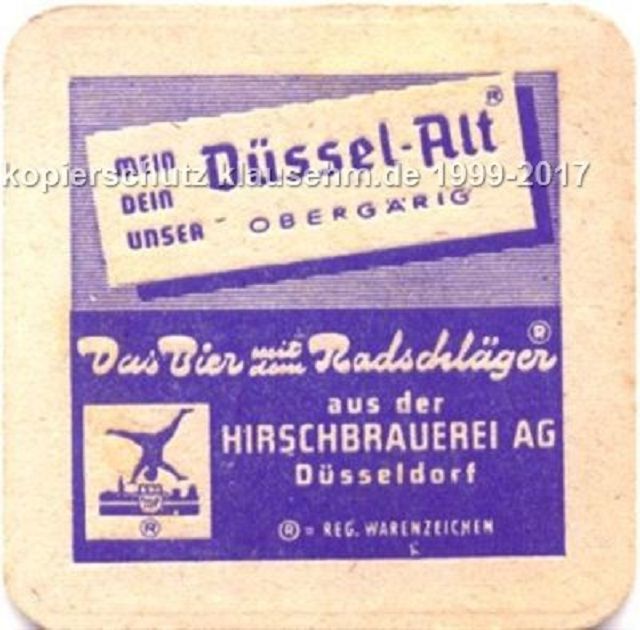 MEIN
DEIN
UNSER
Düssel-Alt ®
OBERGÄRIG
kopierschutz klausehm.de 1999-2017
Das Bier mit dem Radschläger ®
aus der
HIRSCHBRAUEREI AG
Düsseldorf
®
® = REG. WARENZEICHEN